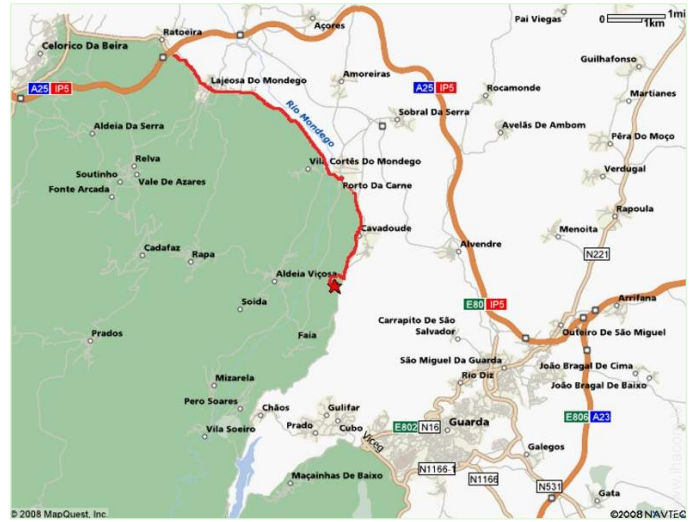 Ratoeira
Açores
Pai Viegas
0 1mi
1km
Celorico Da Beira
Guilhafonso
Lajeosa Do Mondego
Amoreiras
A25 IP5
A25 IP5
Rocamonde
Martianes
Rio Mondego
Sobral Da Serra
Aldeia Da Serra
Avelãs De Ambom
Pêra Do Moço
Relva
Vila Cortês Do Mondego
Soutinho
Vale De Azares
Verdugal
Fonte Arcada
Porto Da Carne
Rapoula
Cavadoude
Menoita
Cadafaz
Rapa
Alvendre
N221
Aldeia Viçosa
Soida
E80 IP5
Arrifana
Carrapito De São
Salvador
Outeiro De São Miguel
Prados
Faia
São Miguel Da Guarda
João Bragal De Cima
Rio Diz
João Bragal De Baixo
Mizarela
Pero Soares
Chãos
Gulifar
E806 A23
Prado
Cubo
E802 N16
Guarda
Vila Soeiro
Viceg
Galegos
N1166-1
N1166
Maçainhas De Baixo
N531
Gata
© 2008 MapQuest, Inc.
©2008 NAVTEQ